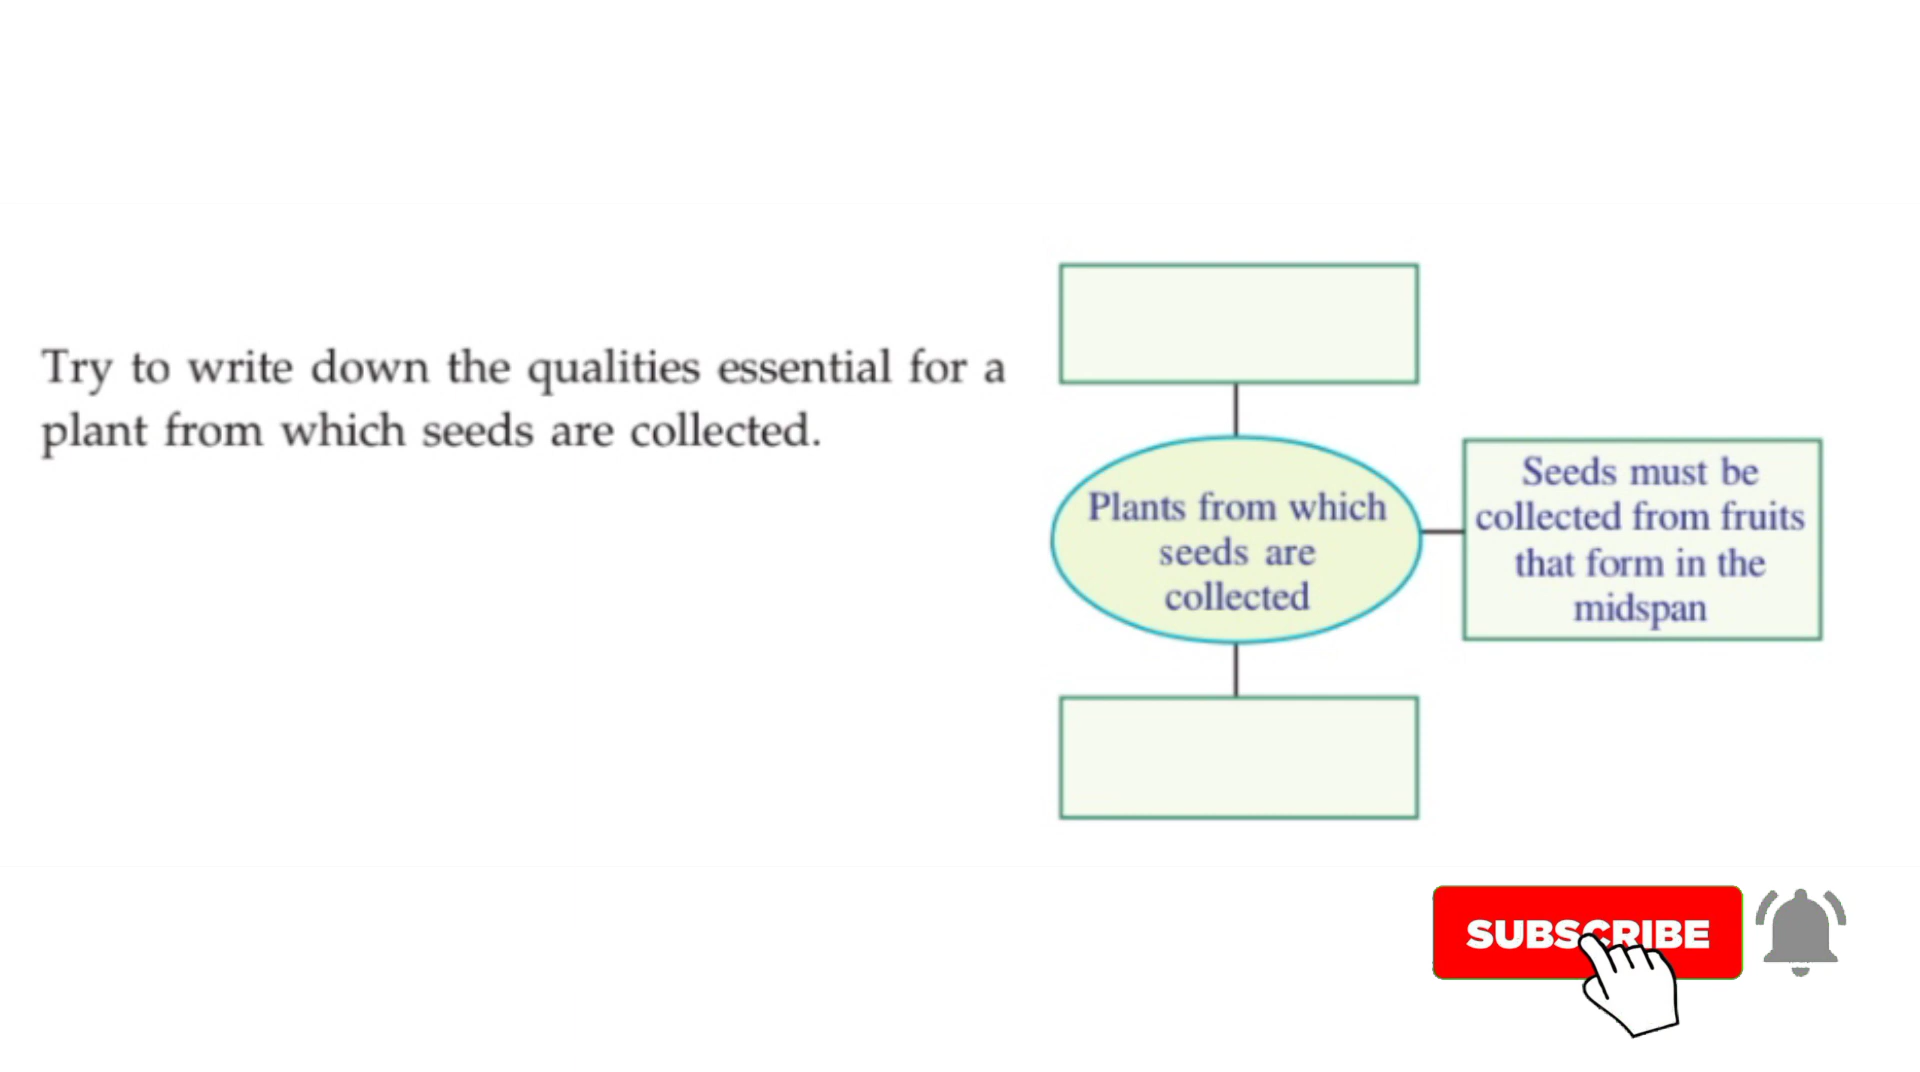 Try to write down the qualities essential for a
plant from which seeds are collected.
Plants from which
seeds are
collected
Seeds must be
collected from fruits
that form in the
midspan
SUBSCRIBE